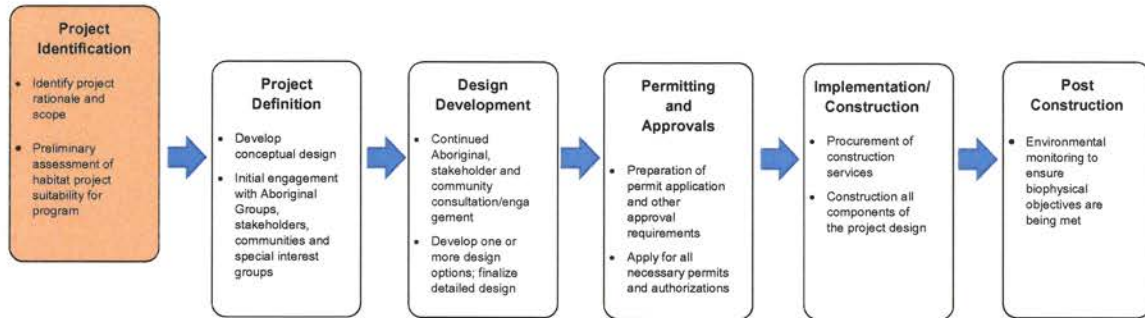 Project
Identification
• Identify project
rationale and
scope
• Preliminary
assessment of
habitat project
suitability for
program
Project
Definition
• Develop
conceptual design
• Initial engagement
with Aboriginal
Groups,
stakeholders,
communities and
special interest
groups
Design
Development
• Continued
Aboriginal,
stakeholder and
community
consultation/enga
gement
• Develop one or
more design
options; finalize
detailed design
Permitting
and
Approvals
• Preparation of
permit application
and other
approval
requirements
• Apply for all
necessary permits
and authorizations
Implementation/
Construction
• Procurement of
construction
services
• Construction all
components of
the project design
Post
Construction
• Environmental
monitoring to
ensure
biophysical
objectives are
being met